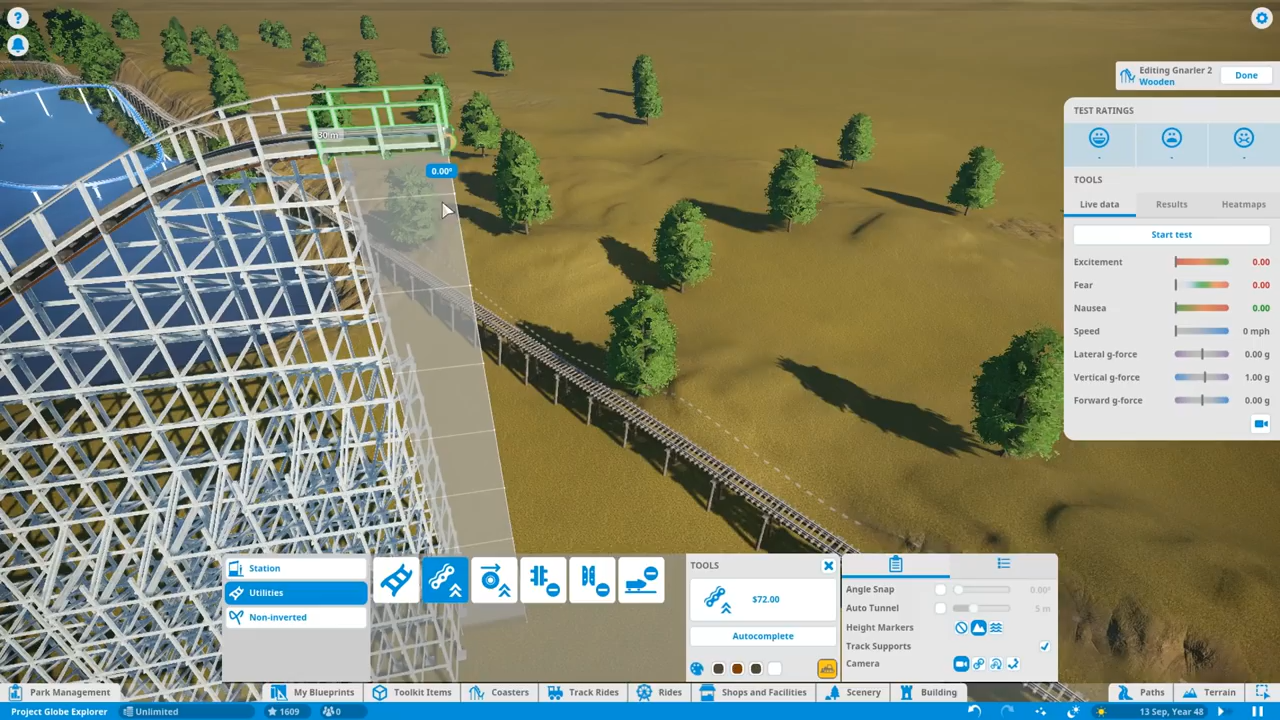 ?
Editing Gnarler 2
Wooden
Done
TEST RATINGS
- - -
TOOLS
Live data Results Heatmaps
Start test
Excitement 0.00
Fear 0.00
Nausea 0.00
Speed 0 mph
Lateral g-force 0.00 g
Vertical g-force 1.00 g
Forward g-force 0.00 g
30 m
0.00°
Station
Utilities
Non-inverted
TOOLS
$72.00
Autocomplete
Angle Snap 0.00°
Auto Tunnel 5 m
Height Markers
Track Supports
Camera
Park Management My Blueprints Toolkit Items Coasters Track Rides Rides Shops and Facilities Scenery Building Paths Terrain
Project Globe Explorer Unlimited 1609 0 13 Sep, Year 48